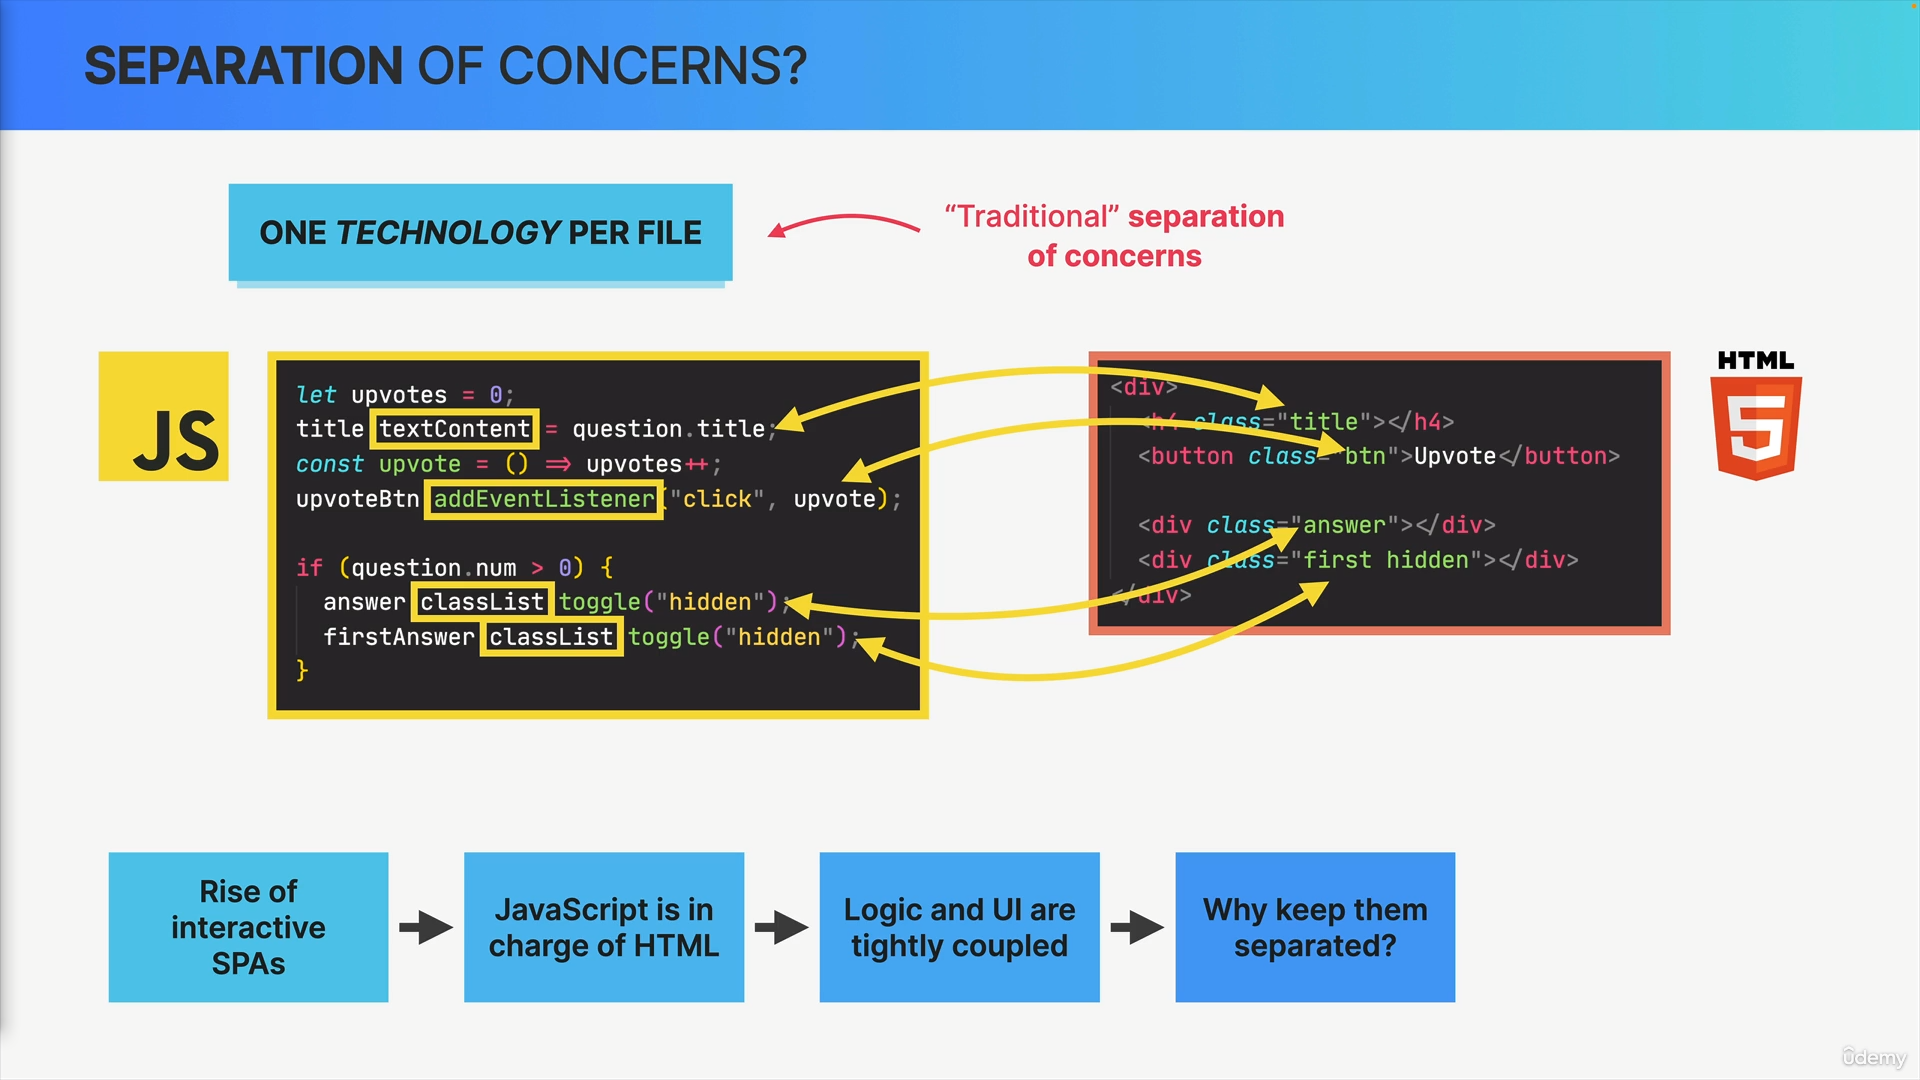 SEPARATION OF CONCERNS?
ONE TECHNOLOGY PER FILE
“Traditional” separation
of concerns
JS
let upvotes = 0;
title textContent = question.title;
const upvote = () => upvotes++;
upvoteBtn addEventListener("click", upvote);
if (question.num > 0) {
answer classList toggle("hidden");
firstAnswer classList toggle("hidden");
}
HTML
5
<div>
<h4 class="title"></h4>
<button class="btn">Upvote</button>
<div class="answer"></div>
<div class="first hidden"></div>
</div>
Rise of
interactive
SPAs
JavaScript is in
charge of HTML
Logic and UI are
tightly coupled
Why keep them
separated?
ûdemy